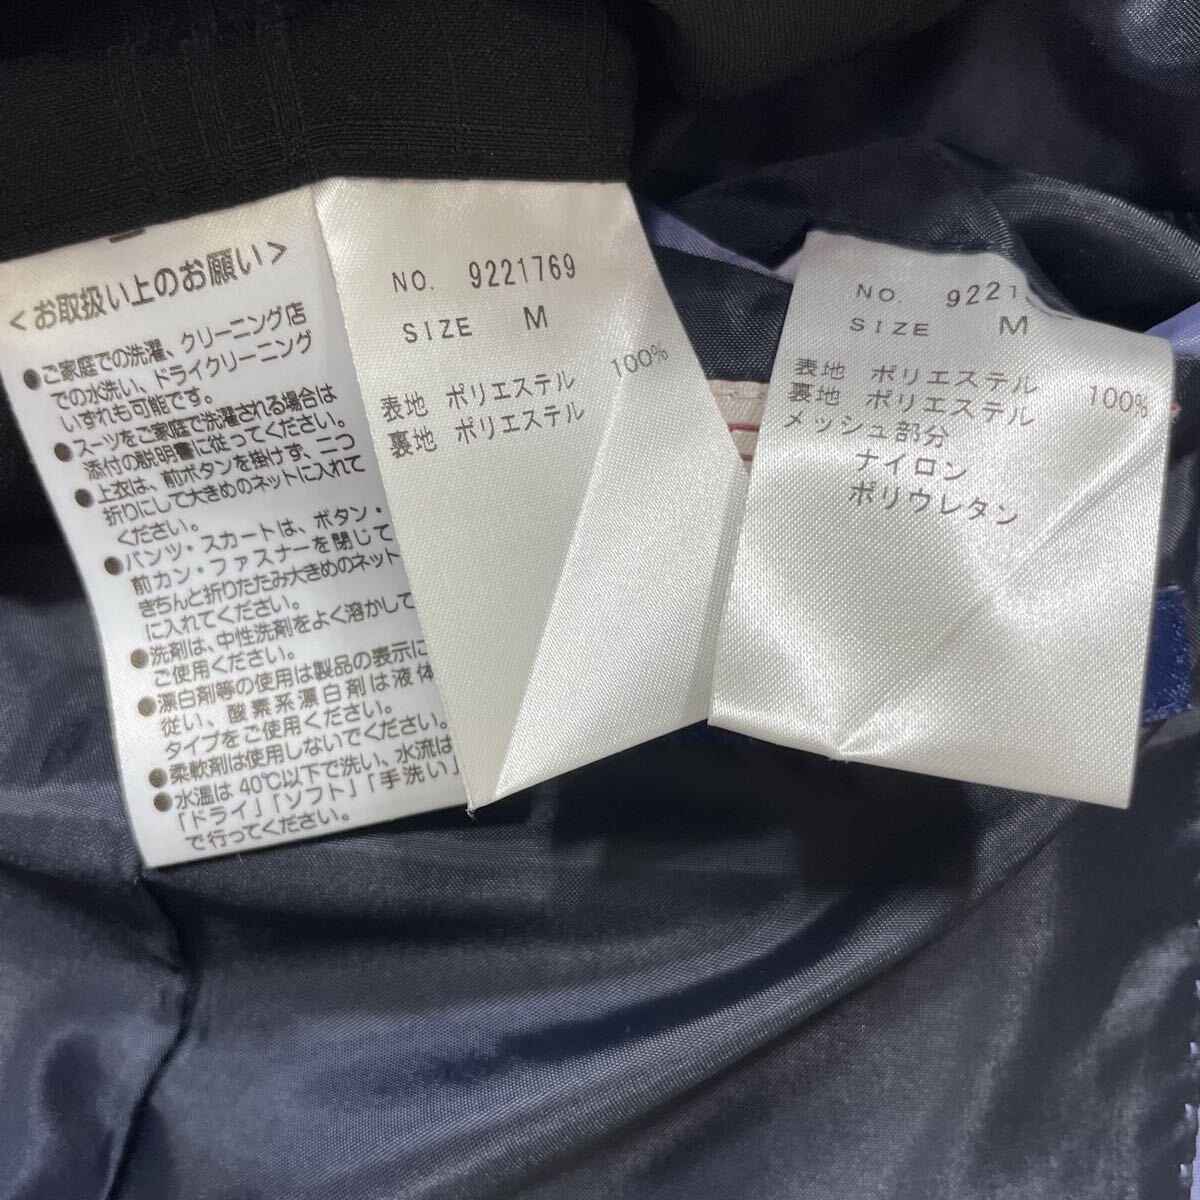 ＜お取扱い上のお願い＞
●ご家庭での洗濯、クリーニング店
での水洗い、ドライクリーニング
いずれも可能です。
●スーツをご家庭で洗濯される場合は
添付の説明書に従ってください。
●上衣は、前ボタンを掛けず、二つ
折りにして大きめのネットに入れて
ください。
●パンツ・スカートは、ボタン・
前カン・ファスナーを閉じて
きちんと折りたたみ大きめのネット
に入れてください。
●洗剤は、中性洗剤をよく溶かして
ご使用ください。
●漂白剤等の使用は製品の表示に
従い、酸素系漂白剤は液体
タイプをご使用ください。
●柔軟剤は使用しないでください。
●水温は40℃以下で洗い、水流は
「ドライ」「ソフト」「手洗い」
で行ってください。
NO. 9221769
SIZE M
表地 ポリエステル 100%
裏地 ポリエステル
NO. 9221
SIZE M
表地 ポリエステル 100%
裏地 ポリエステル
メッシュ部分
ナイロン
ポリウレタン